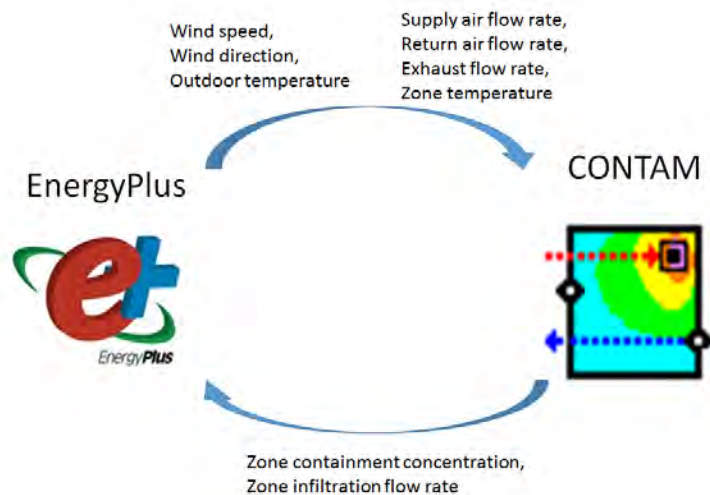 Wind speed,
Wind direction,
Outdoor temperature
Supply air flow rate,
Return air flow rate,
Exhaust flow rate,
Zone temperature
EnergyPlus
e+
EnergyPlus
CONTAM
Zone containment concentration,
Zone infiltration flow rate